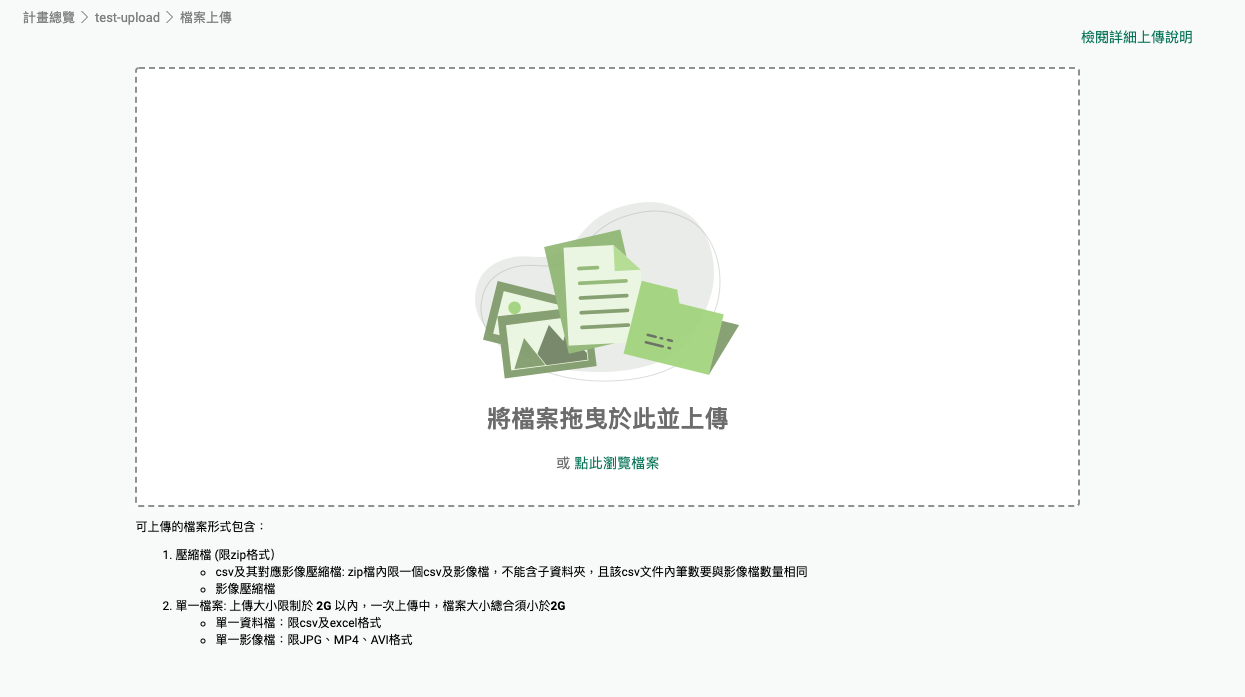 計畫總覽 > test-upload > 檔案上傳
檢閱詳細上傳說明
將檔案拖曳於此並上傳
或 點此瀏覽檔案
可上傳的檔案形式包含：
1. 壓縮檔 (限zip格式）
csv及其對應影像壓縮檔: zip檔內限一個csv及影像檔，不能含子資料夾，且該csv文件內筆數要與影像檔數量相同
影像壓縮檔
2. 單一檔案: 上傳大小限制於 2G 以內，一次上傳中，檔案大小總合須小於2G
單一資料檔：限csv及excel格式
單一影像檔：限JPG、MP4、AVI格式